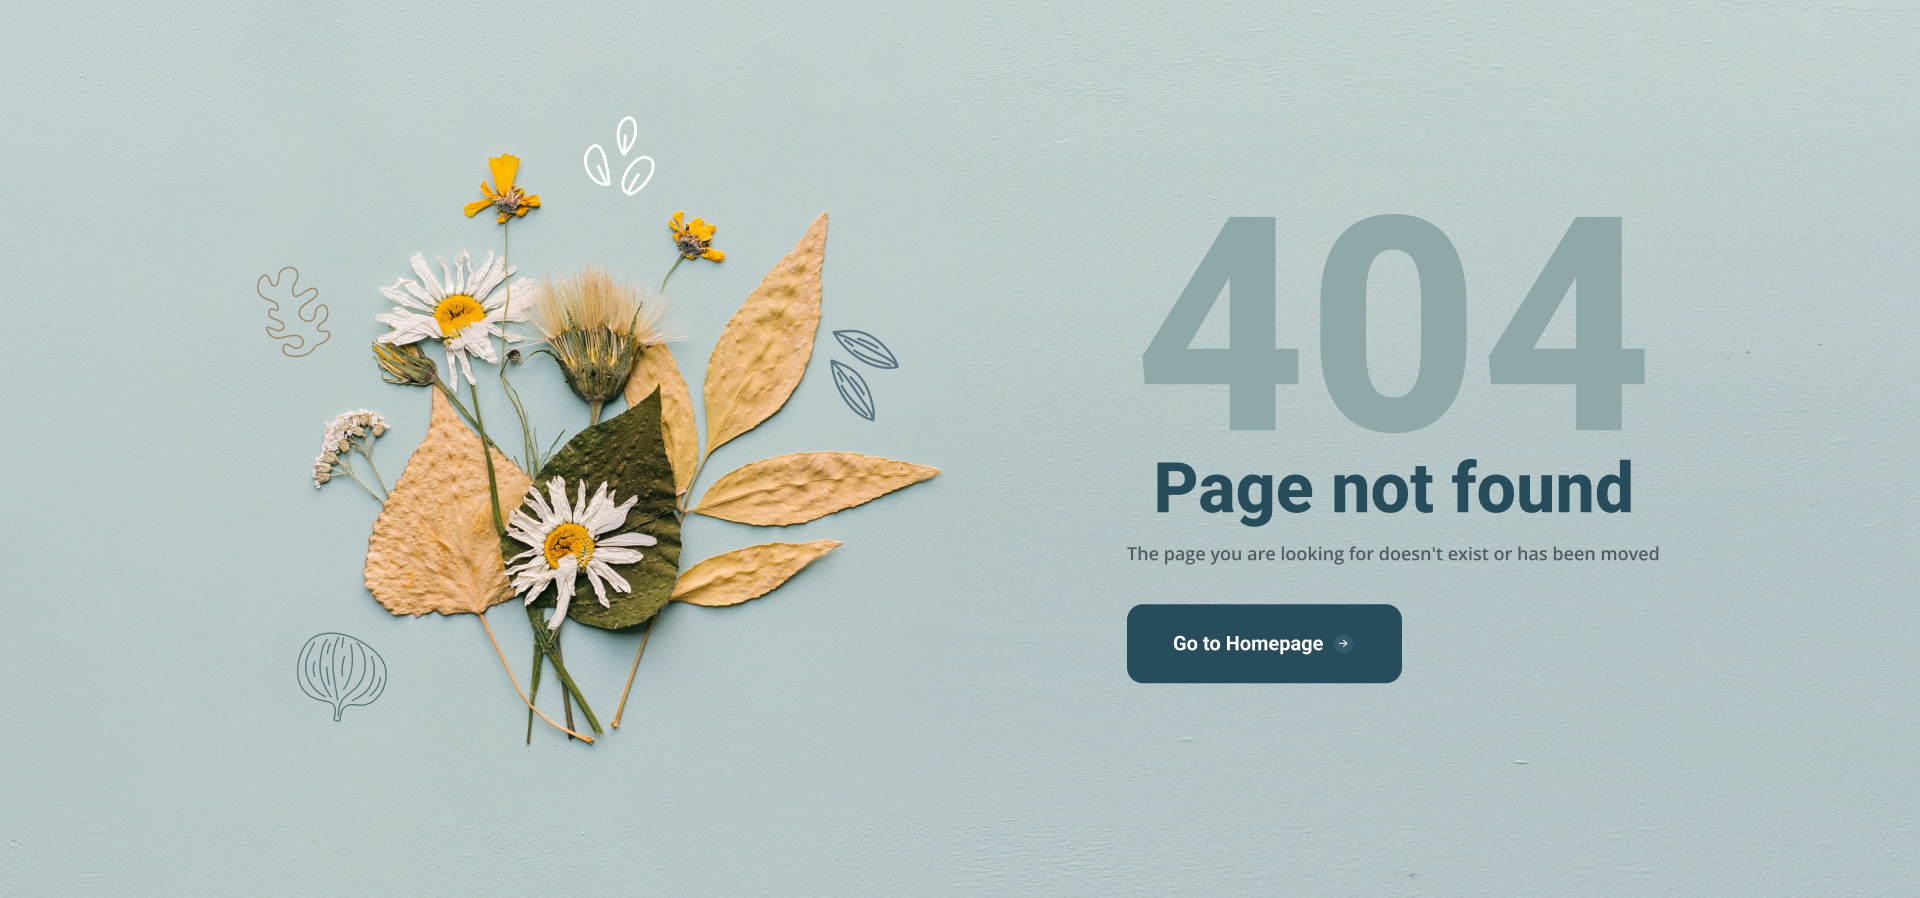 404
Page not found
The page you are looking for doesn't exist or has been moved
Go to Homepage